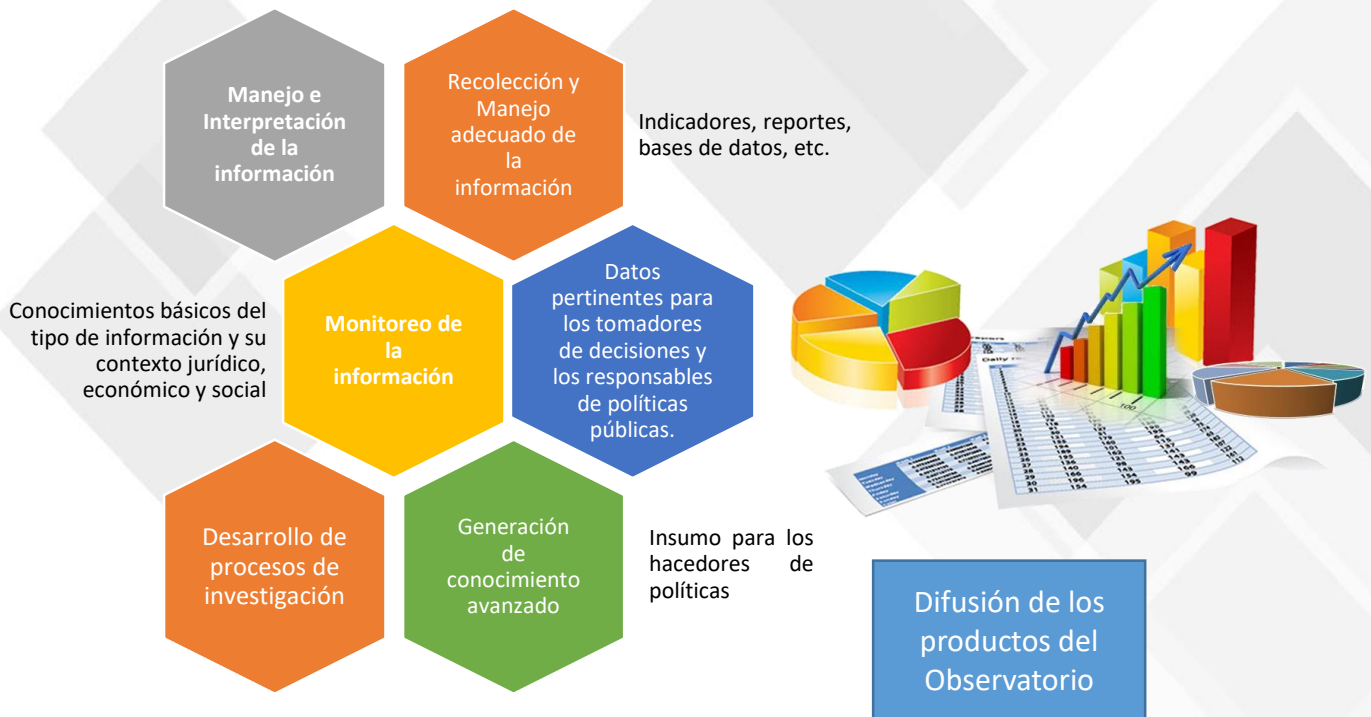 Manejo e
Interpretación
de la
información
Recolección y
Manejo
adecuado de
la
información
Indicadores, reportes,
bases de datos, etc.
Conocimientos básicos del
tipo de información y su
contexto jurídico,
económico y social
Monitoreo de
la
información
Datos
pertinentes para
los tomadores
de decisiones y
los responsables
de políticas
públicas.
Desarrollo de
procesos de
investigación
Generación
de
conocimiento
avanzado
Insumo para los
hacedores de
políticas
Difusión de los
productos del
Observatorio